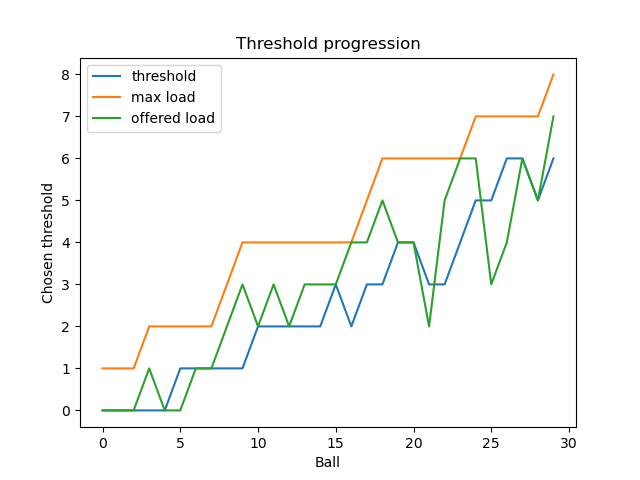 Threshold progression
threshold
max load
offered load
8
7
6
5
4
3
2
1
0
Chosen threshold
0 5 10 15 20 25 30
Ball